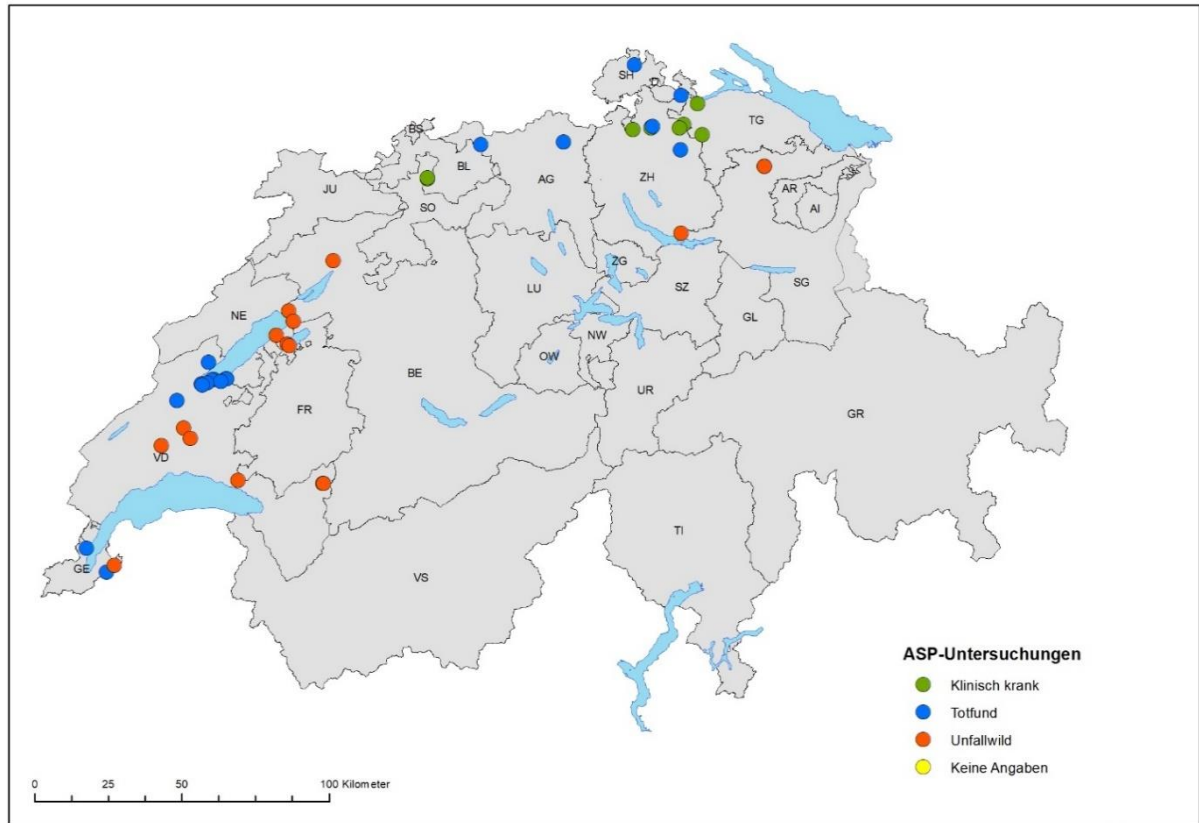 SH
D
BS
TG
BL
AG
ZH
JU
AR
AI
SO
ZG
LU
SZ
SG
NE
GL
NW
OW
BE
UR
FR
GR
VD
TI
GE
VS
ASP-Untersuchungen
Klinisch krank
Totfund
Unfallwild
Keine Angaben
0 25 50 100 Kilometer